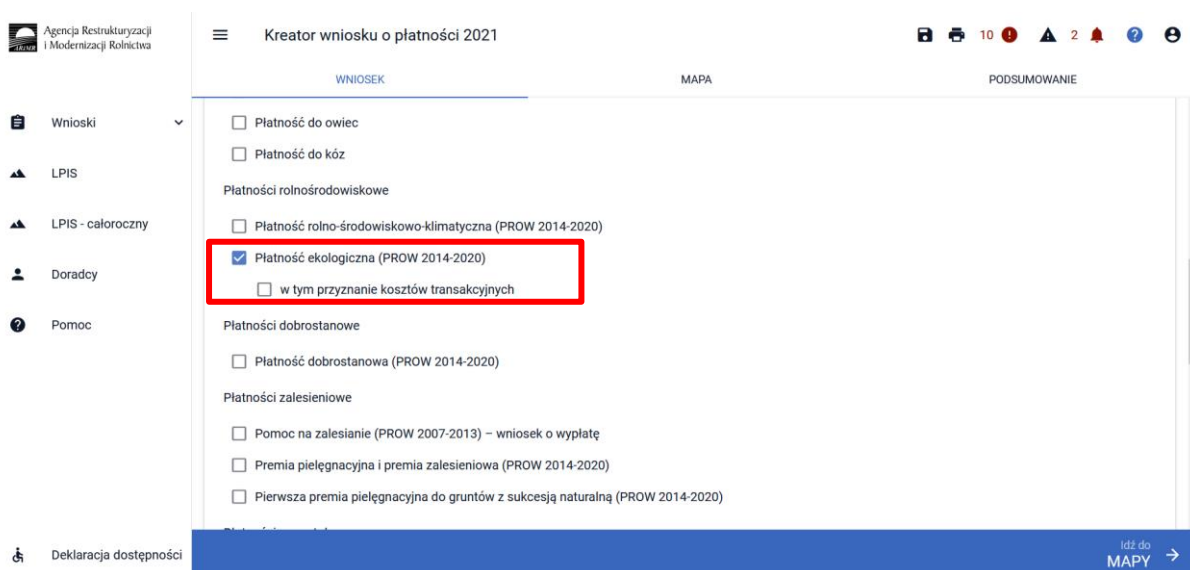 Agencja Restrukturyzacji
i Modernizacji Rolnictwa
ARiMR
Kreator wniosku o płatności 2021
10
2
WNIOSEK
MAPA
PODSUMOWANIE
Wnioski
LPIS
LPIS - całoroczny
Doradcy
Pomoc
Płatność do owiec
Płatność do kóz
Płatności rolnośrodowiskowe
Płatność rolno-środowiskowo-klimatyczna (PROW 2014-2020)
Płatność ekologiczna (PROW 2014-2020)
w tym przyznanie kosztów transakcyjnych
Płatności dobrostanowe
Płatność dobrostanowa (PROW 2014-2020)
Płatności zalesieniowe
Pomoc na zalesianie (PROW 2007-2013) – wniosek o wypłatę
Premia pielęgnacyjna i premia zalesieniowa (PROW 2014-2020)
Pierwsza premia pielęgnacyjna do gruntów z sukcesją naturalną (PROW 2014-2020)
Deklaracja dostępności
Idź do
MAPY